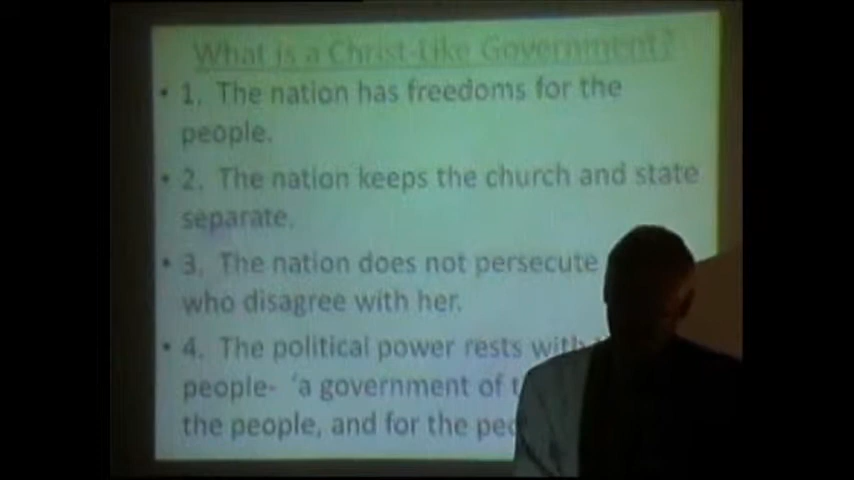 What is a Christ-Like Government?
• 1. The nation has freedoms for the
people.
• 2. The nation keeps the church and state
separate.
• 3. The nation does not persecute
who disagree with her.
• 4. The political power rests with
people- 'a government of
the people, and for the